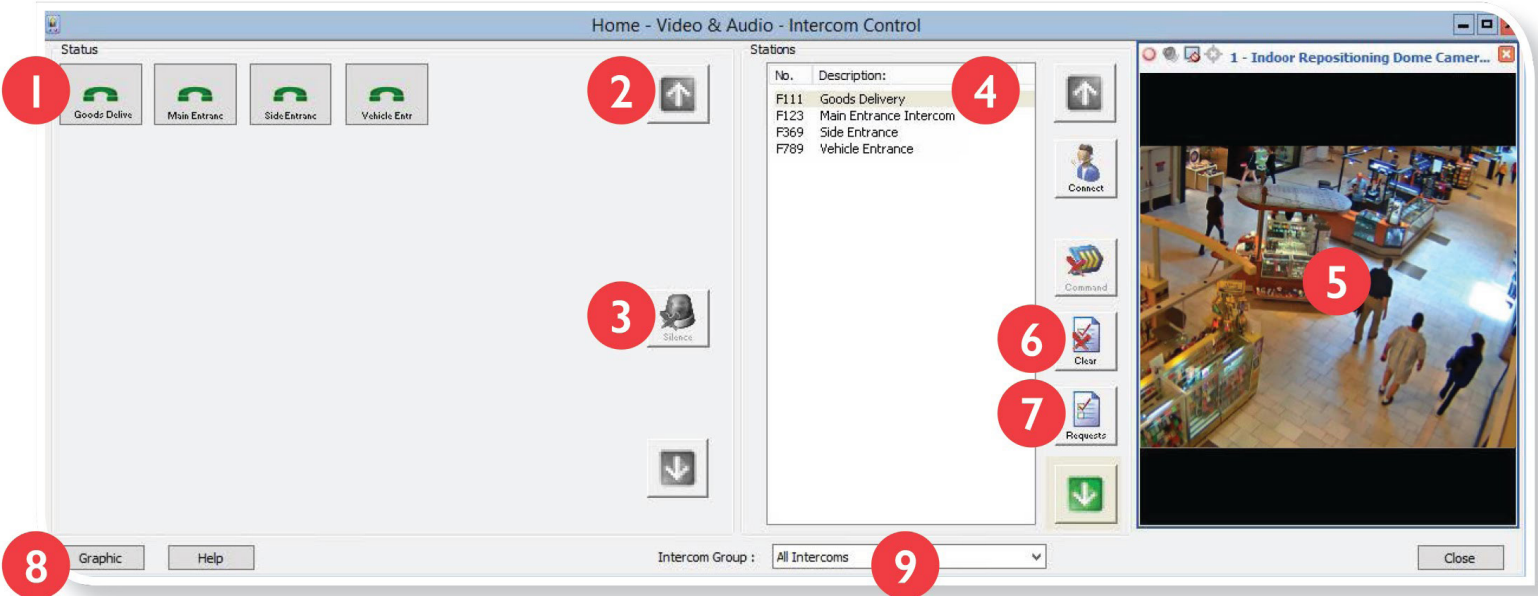 Home - Video & Audio - Intercom Control
Status
1
Goods Delive
Main Entranc
Side Entranc
Vehicle Entr
2
3
Silence
Stations
No. Description:
4
F111 Goods Delivery
F123 Main Entrance Intercom
F369 Side Entrance
F789 Vehicle Entrance
Connect
Command
6
Clear
7
Requests
1 - Indoor Repositioning Dome Camer...
5
8
Graphic
Help
Intercom Group :
All Intercoms
9
Close